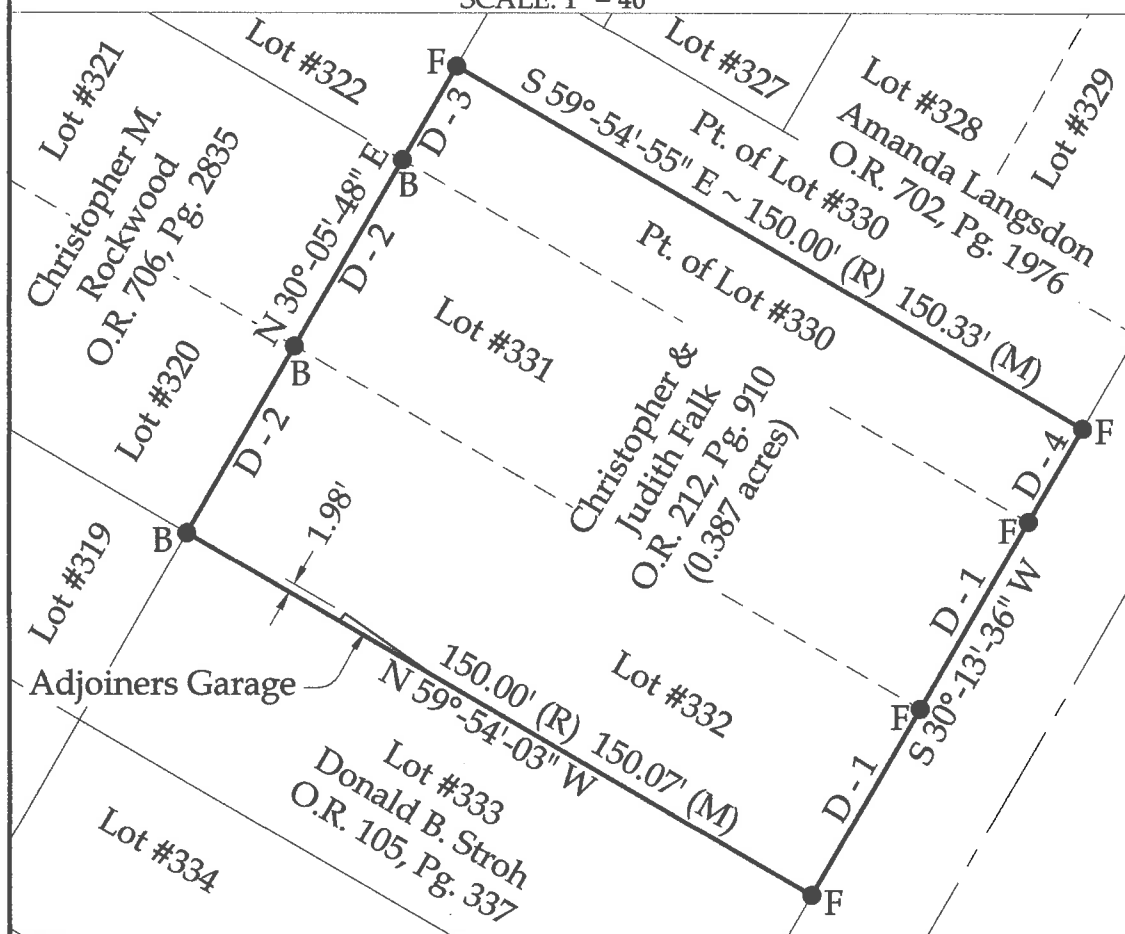 SCALE: 1" = 40'
Lot #321
Lot #322
Lot #327
Lot #328
Amanda Langsdon
O.R. 702, Pg. 1976
Lot #329
Christopher M.
Rockwood
O.R. 706, Pg. 2835
F
D - 3
S 59°-54'-55" E ~ 150.00' (R) 150.33' (M)
Pt. of Lot #330
Pt. of Lot #330
B
N 30°-05'-48" E
D - 2
Lot #331
B
Lot #320
D - 2
Christopher &
Judith Falk
O.R. 212, Pg. 910
(0.387 acres)
F
D - 4
F
D - 1
S 30°-13'-36" W
B
1.98'
Lot #319
Adjoiners Garage
150.00' (R) 150.07' (M)
N 59°-54'-03" W
Lot #332
F
D - 1
Lot #333
Donald B. Stroh
O.R. 105, Pg. 337
Lot #334
F